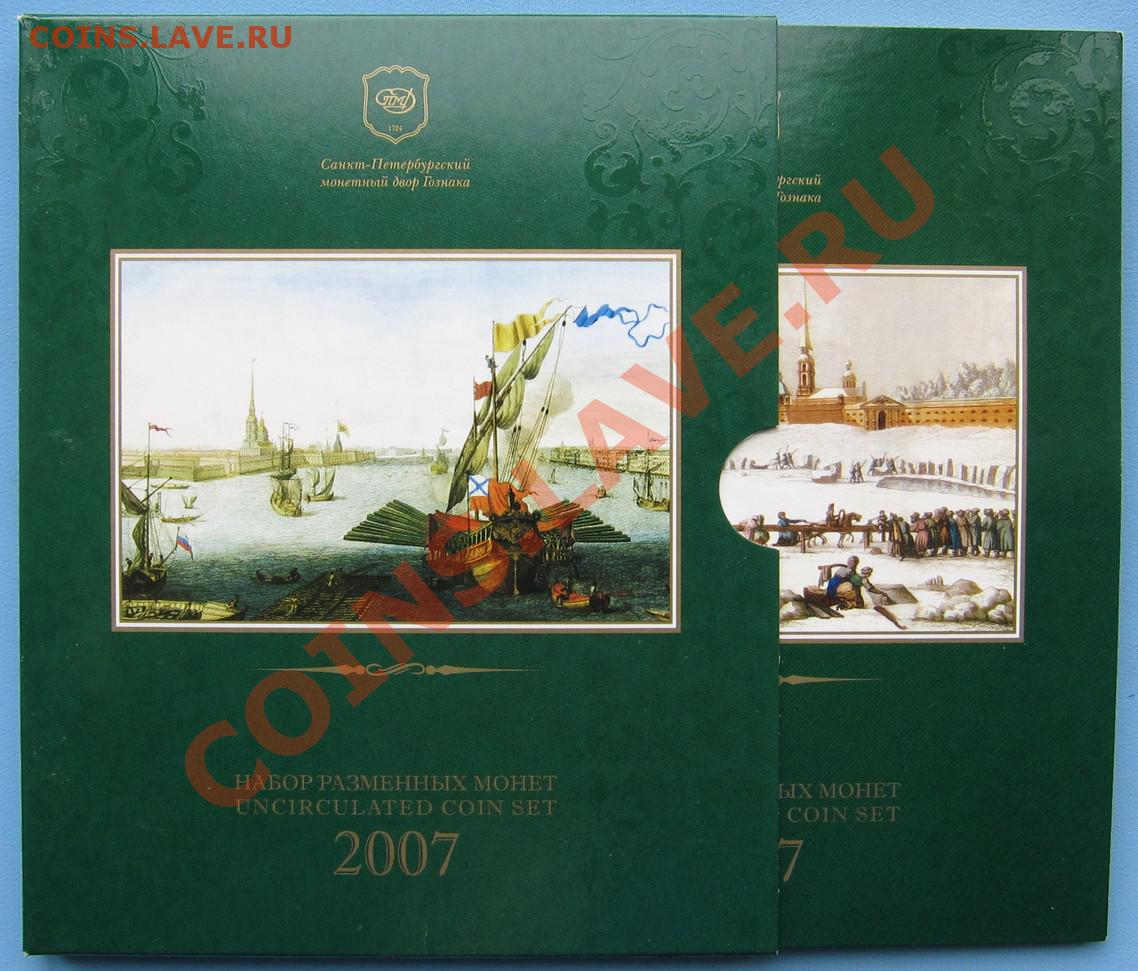 COINS.LAVE.RU
СПМД
1724
Санкт-Петербургский
монетный двор Гознака
НАБОР РАЗМЕННЫХ МОНЕТ
UNCIRCULATED COIN SET
2007
ргский
Гознака
ЫХ МОНЕТ
COIN SET
7
COINS.LAVE.RU